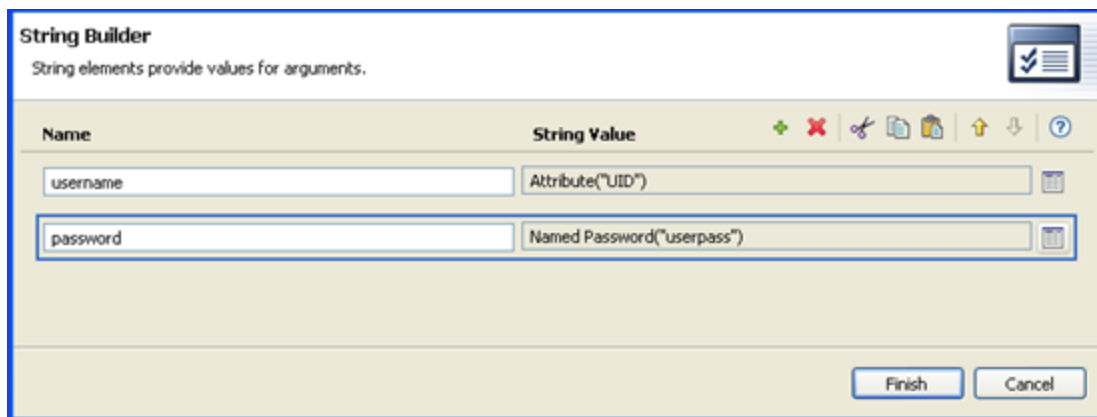 String Builder
String elements provide values for arguments.
Name String Value
username Attribute("UID")
password Named Password("userpass")
Finish Cancel